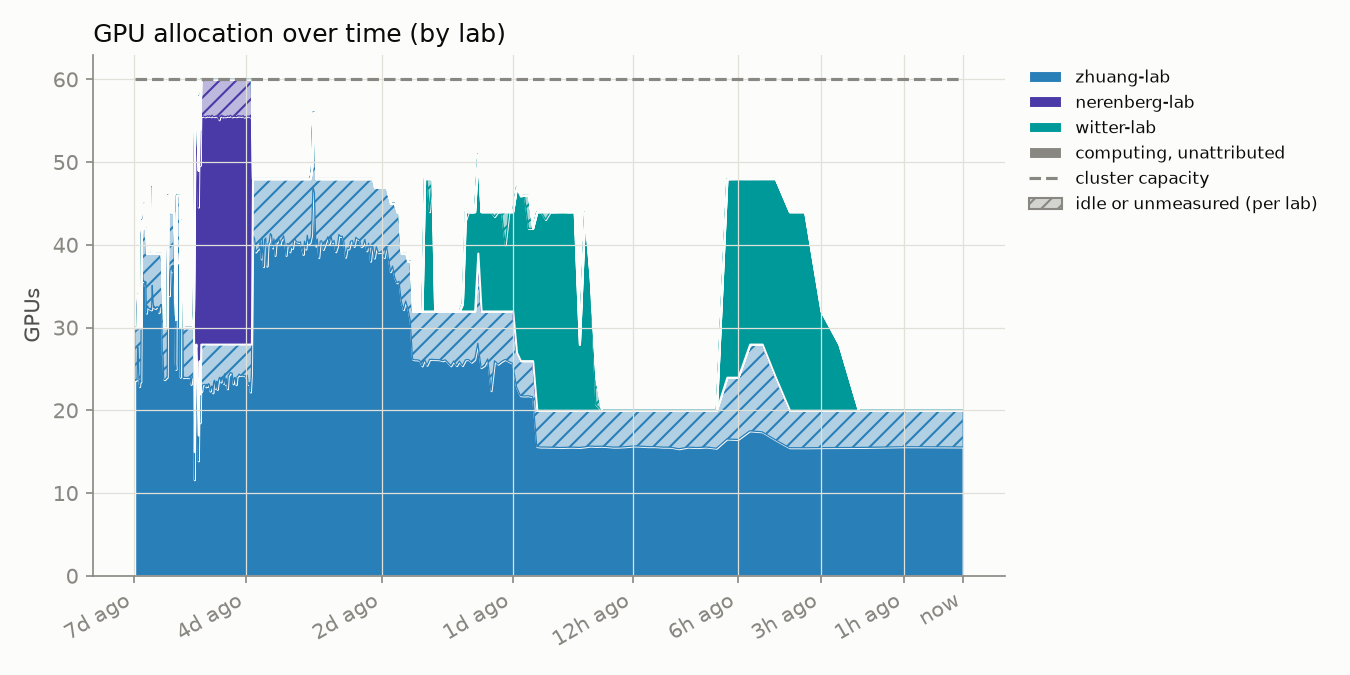 GPU allocation over time (by lab)
GPUs
60
50
40
30
20
10
0
7d ago
4d ago
2d ago
1d ago
12h ago
6h ago
3h ago
1h ago
now
zhuang-lab
nerenberg-lab
witter-lab
computing, unattributed
cluster capacity
idle or unmeasured (per lab)